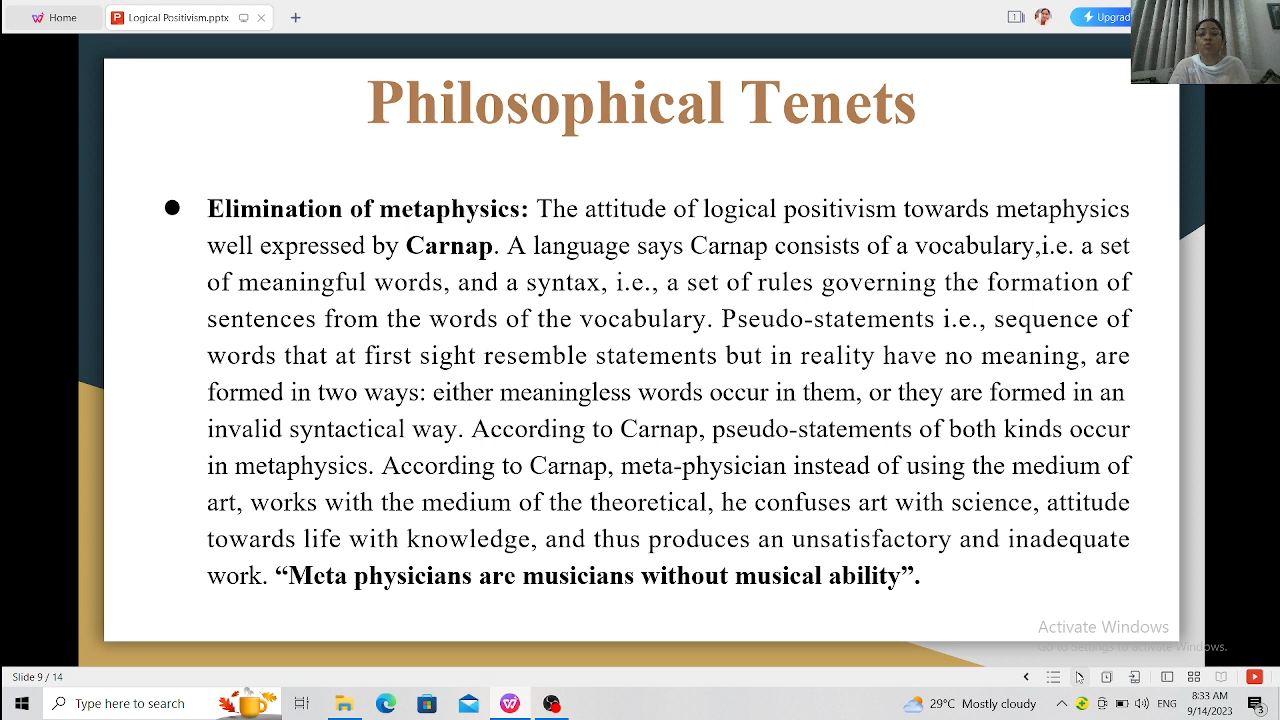 Home
Logical Positivism.pptx
1
Upgrad
Philosophical Tenets
Elimination of metaphysics: The attitude of logical positivism towards metaphysics
well expressed by Carnap. A language says Carnap consists of a vocabulary,i.e. a set
of meaningful words, and a syntax, i.e., a set of rules governing the formation of
sentences from the words of the vocabulary. Pseudo-statements i.e., sequence of
words that at first sight resemble statements but in reality have no meaning, are
formed in two ways: either meaningless words occur in them, or they are formed in an
invalid syntactical way. According to Carnap, pseudo-statements of both kinds occur
in metaphysics. According to Carnap, meta-physician instead of using the medium of
art, works with the medium of the theoretical, he confuses art with science, attitude
towards life with knowledge, and thus produces an unsatisfactory and inadequate
work. “Meta physicians are musicians without musical ability”.
Activate Windows
Go to Settings to activate Windows.
Slide 9 / 14
Type here to search
29°C Mostly cloudy
ENG
8:33 AM
9/14/2023
3